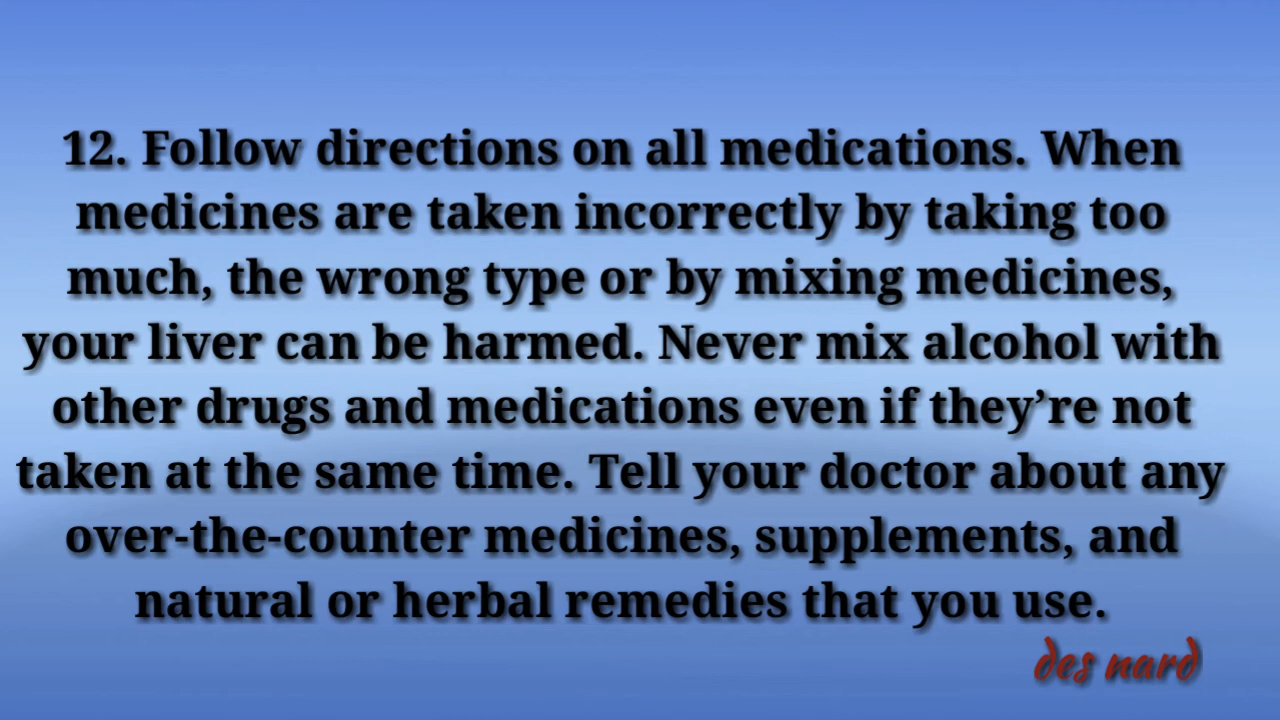 12. Follow directions on all medications. When
medicines are taken incorrectly by taking too
much, the wrong type or by mixing medicines,
your liver can be harmed. Never mix alcohol with
other drugs and medications even if they’re not
taken at the same time. Tell your doctor about any
over-the-counter medicines, supplements, and
natural or herbal remedies that you use.
des nard